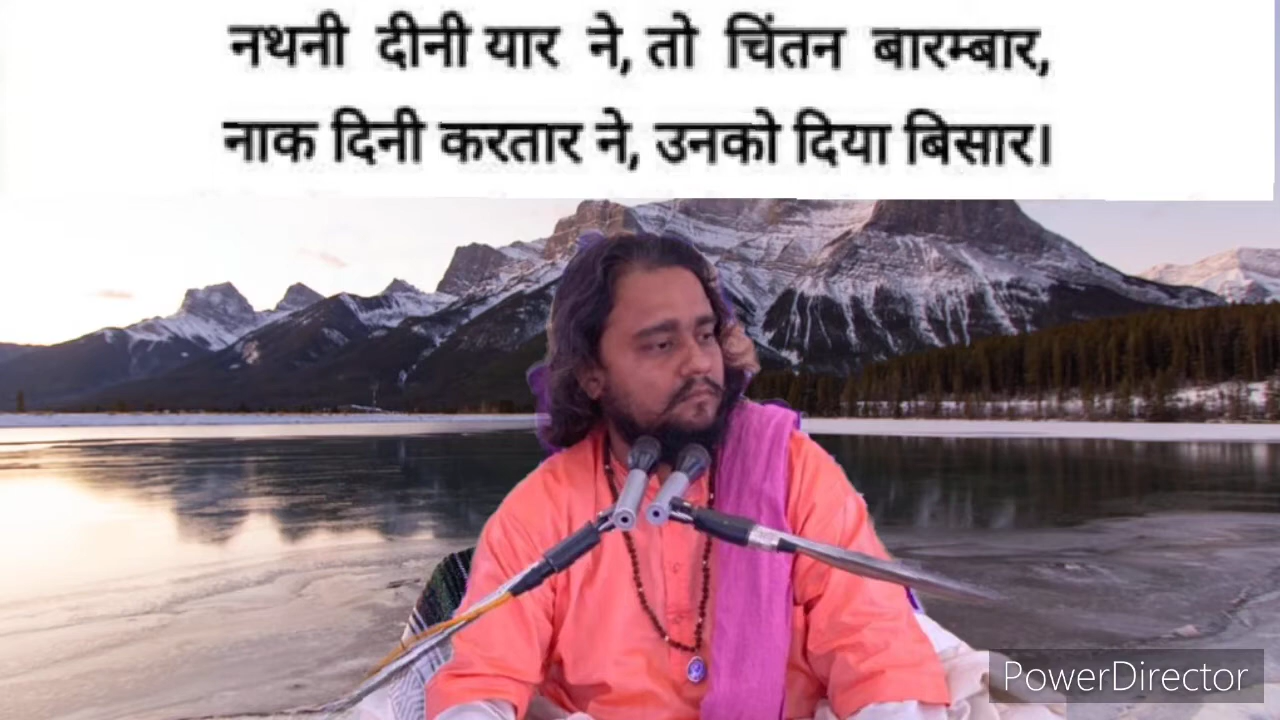 नथनी दीनी यार ने, तो चिंतन बारम्बार,
नाक दिनी करतार ने, उनको दिया बिसार।
PowerDirector